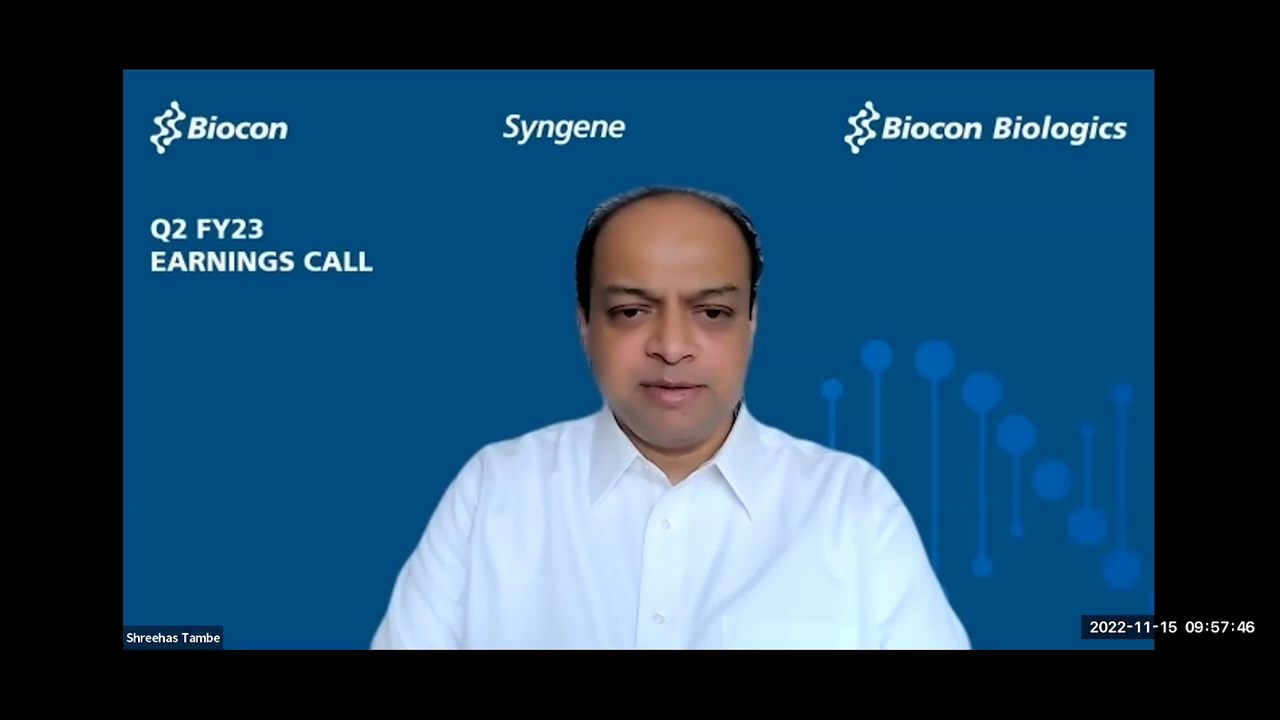 Biocon
Syngene
Biocon Biologics
Q2 FY23
EARNINGS CALL
Shreehas Tambe
2022-11-15 09:57:46